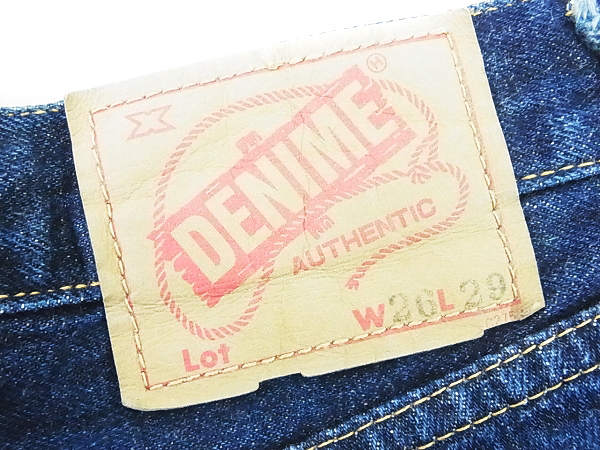 X
H
DENIME
AUTHENTIC
W26L29
Lot